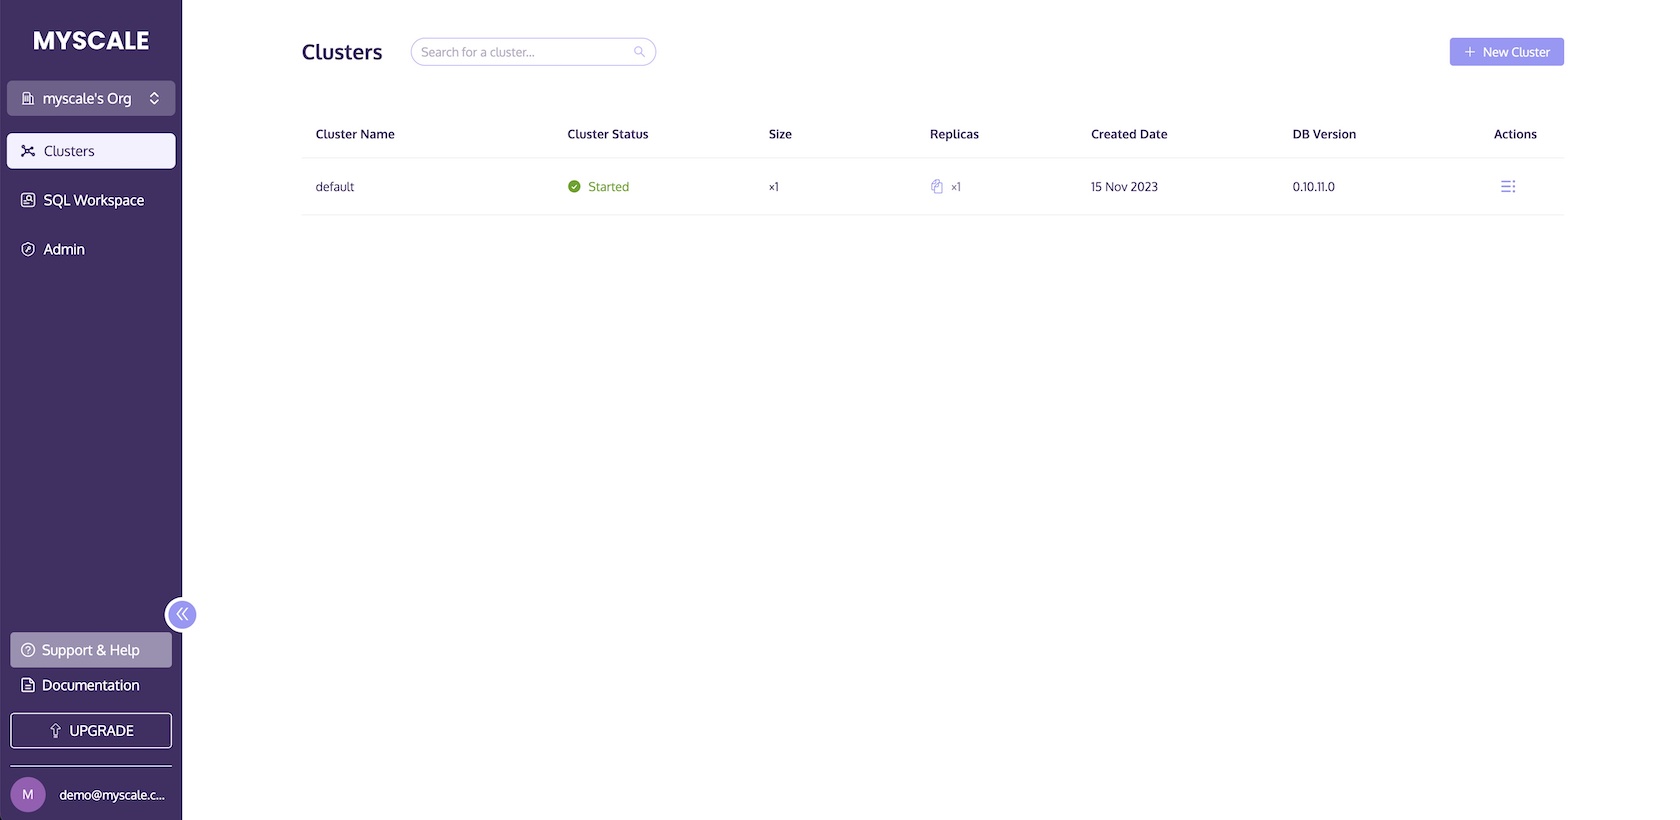 MYSCALE
myscale's Org
Clusters
SQL Workspace
Admin
Support & Help
Documentation
UPGRADE
M
demo@myscale.c...
Clusters
Search for a cluster...
New Cluster
Cluster Name Cluster Status Size Replicas Created Date DB Version Actions
default Started ×1 ×1 15 Nov 2023 0.10.11.0